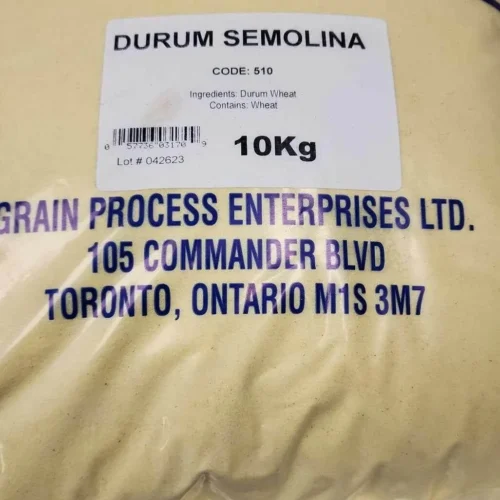 DURUM SEMOLINA
CODE: 510
Ingredients: Durum Wheat
Contains: Wheat
0 57736 03170 9
10Kg
Lot # 042623
GRAIN PROCESS ENTERPRISES LTD.
105 COMMANDER BLVD
TORONTO, ONTARIO M1S 3M7